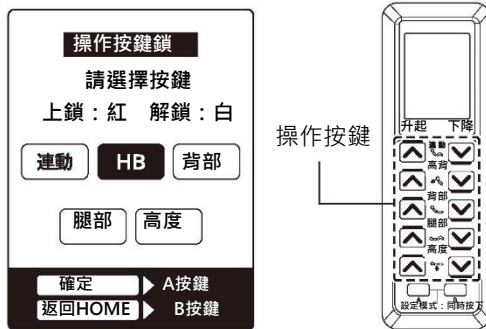 操作按鍵鎖
請選擇按鍵
上鎖：紅 解鎖：白
連動 HB 背部
腿部 高度
確定 A按鍵
返回HOME B按鍵
操作按鍵
升起 下降
連動
高背
背部
腿部
高度
A B
設定模式：同時按下